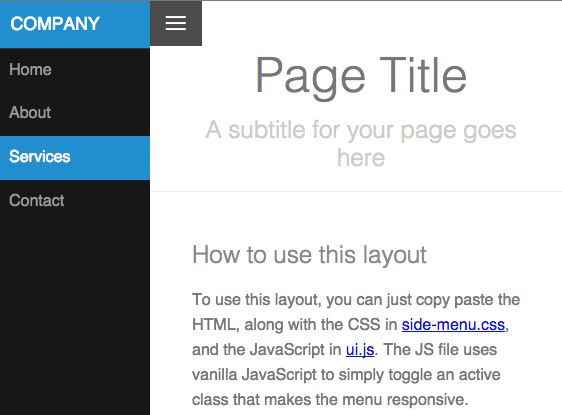 COMPANY
Home
About
Services
Contact
Page Title
A subtitle for your page goes
here
How to use this layout
To use this layout, you can just copy paste the
HTML, along with the CSS in side-menu.css,
and the JavaScript in ui.js. The JS file uses
vanilla JavaScript to simply toggle an active
class that makes the menu responsive.